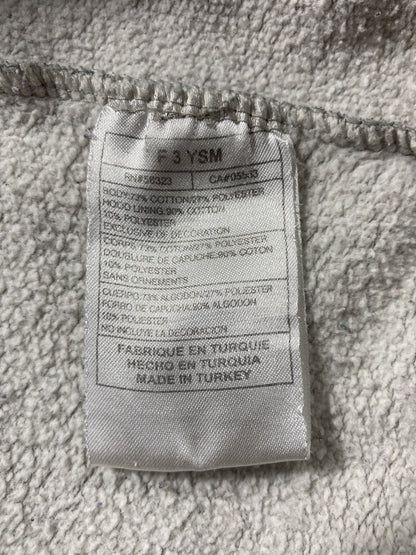 F 3 YSM
RN#56323 CA#05553
BODY:73% COTTON/27% POLYESTER
HOOD LINING:90% COTTON/
10% POLYESTER
EXCLUSIVE OF DECORATION
CORPS:73% COTTON/27% POLYESTER
DOUBLURE DE CAPUCHE:90% COTON
/10% POLYESTER
SANS ORNEMENTS
CUERPO:73% ALGODON/27% POLIESTER
FORRO DE CAPUCHA:90% ALGODON
10% POLIESTER
NO INCLUYE LA DECORACION
FABRIQUE EN TURQUIE
HECHO EN TURQUIA
MADE IN TURKEY